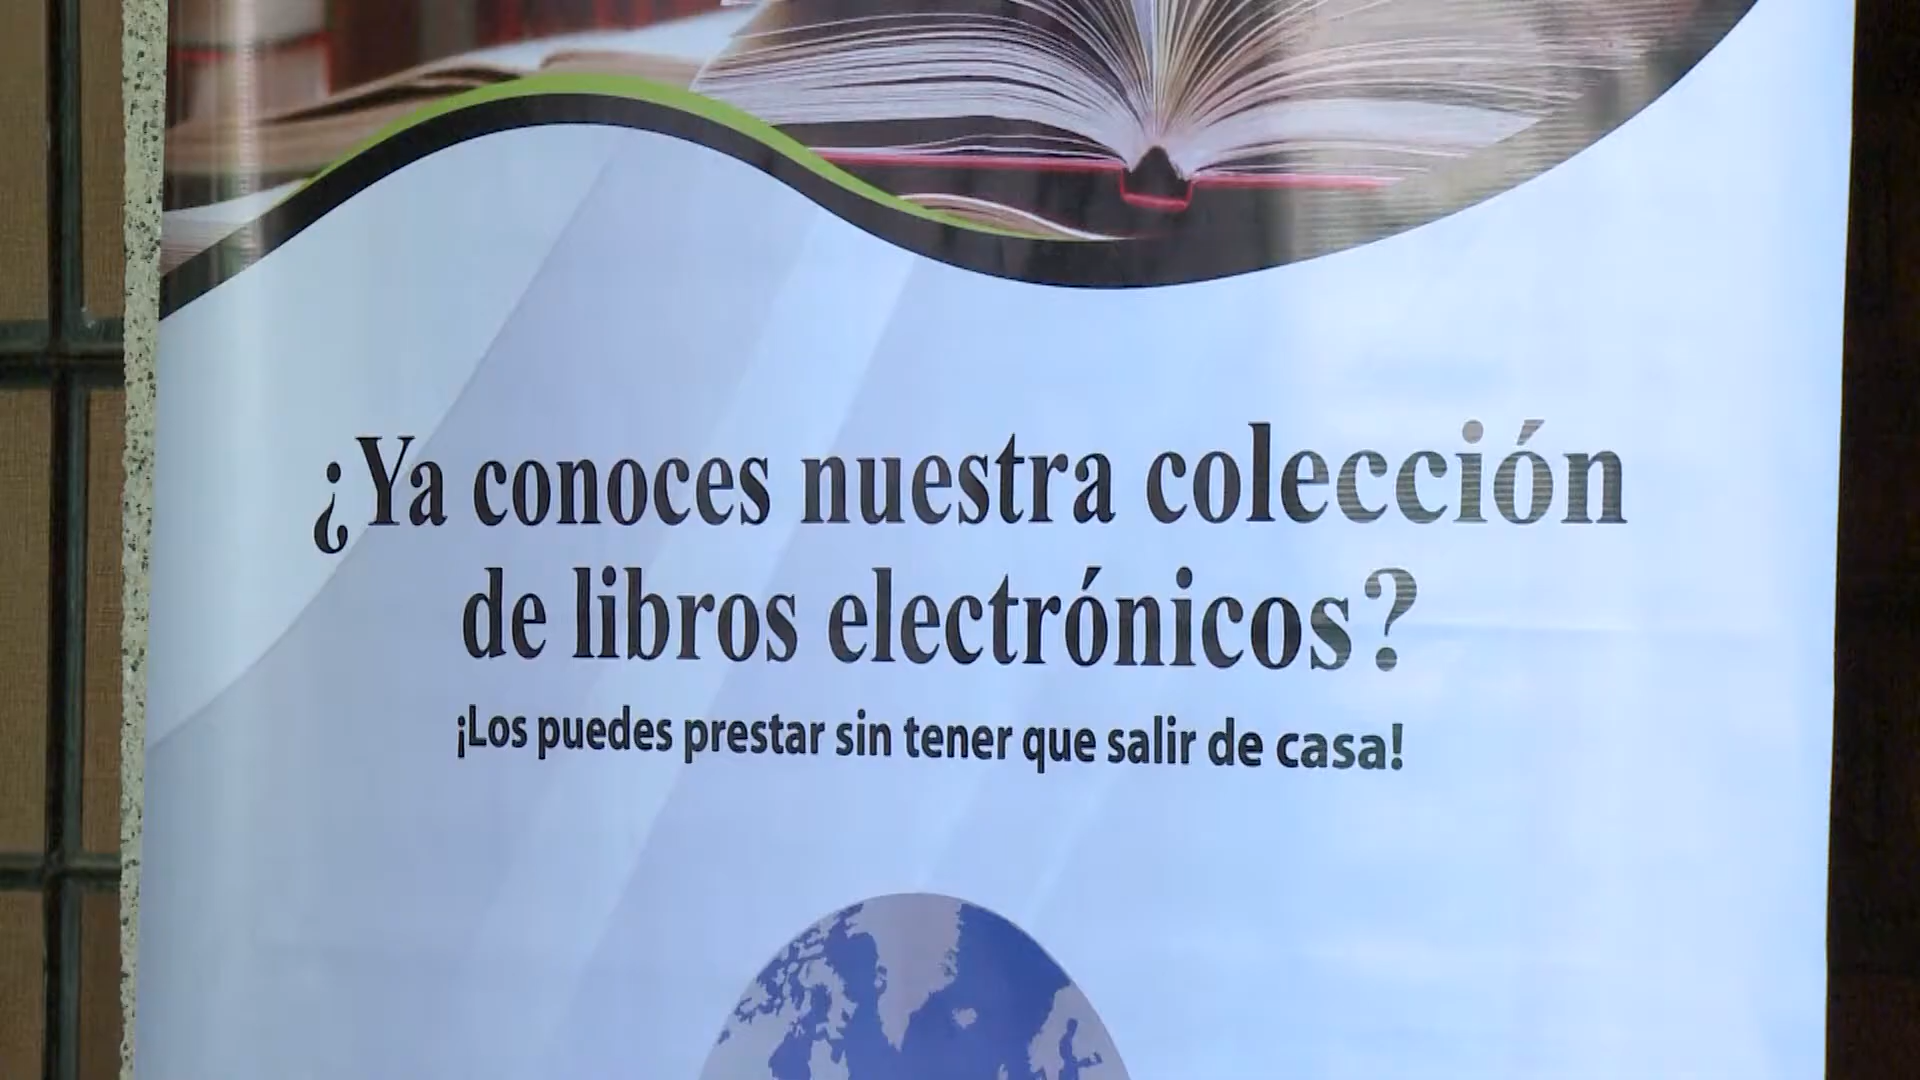 ¿Ya conoces nuestra colección
de libros electrónicos?
¡Los puedes prestar sin tener que salir de casa!